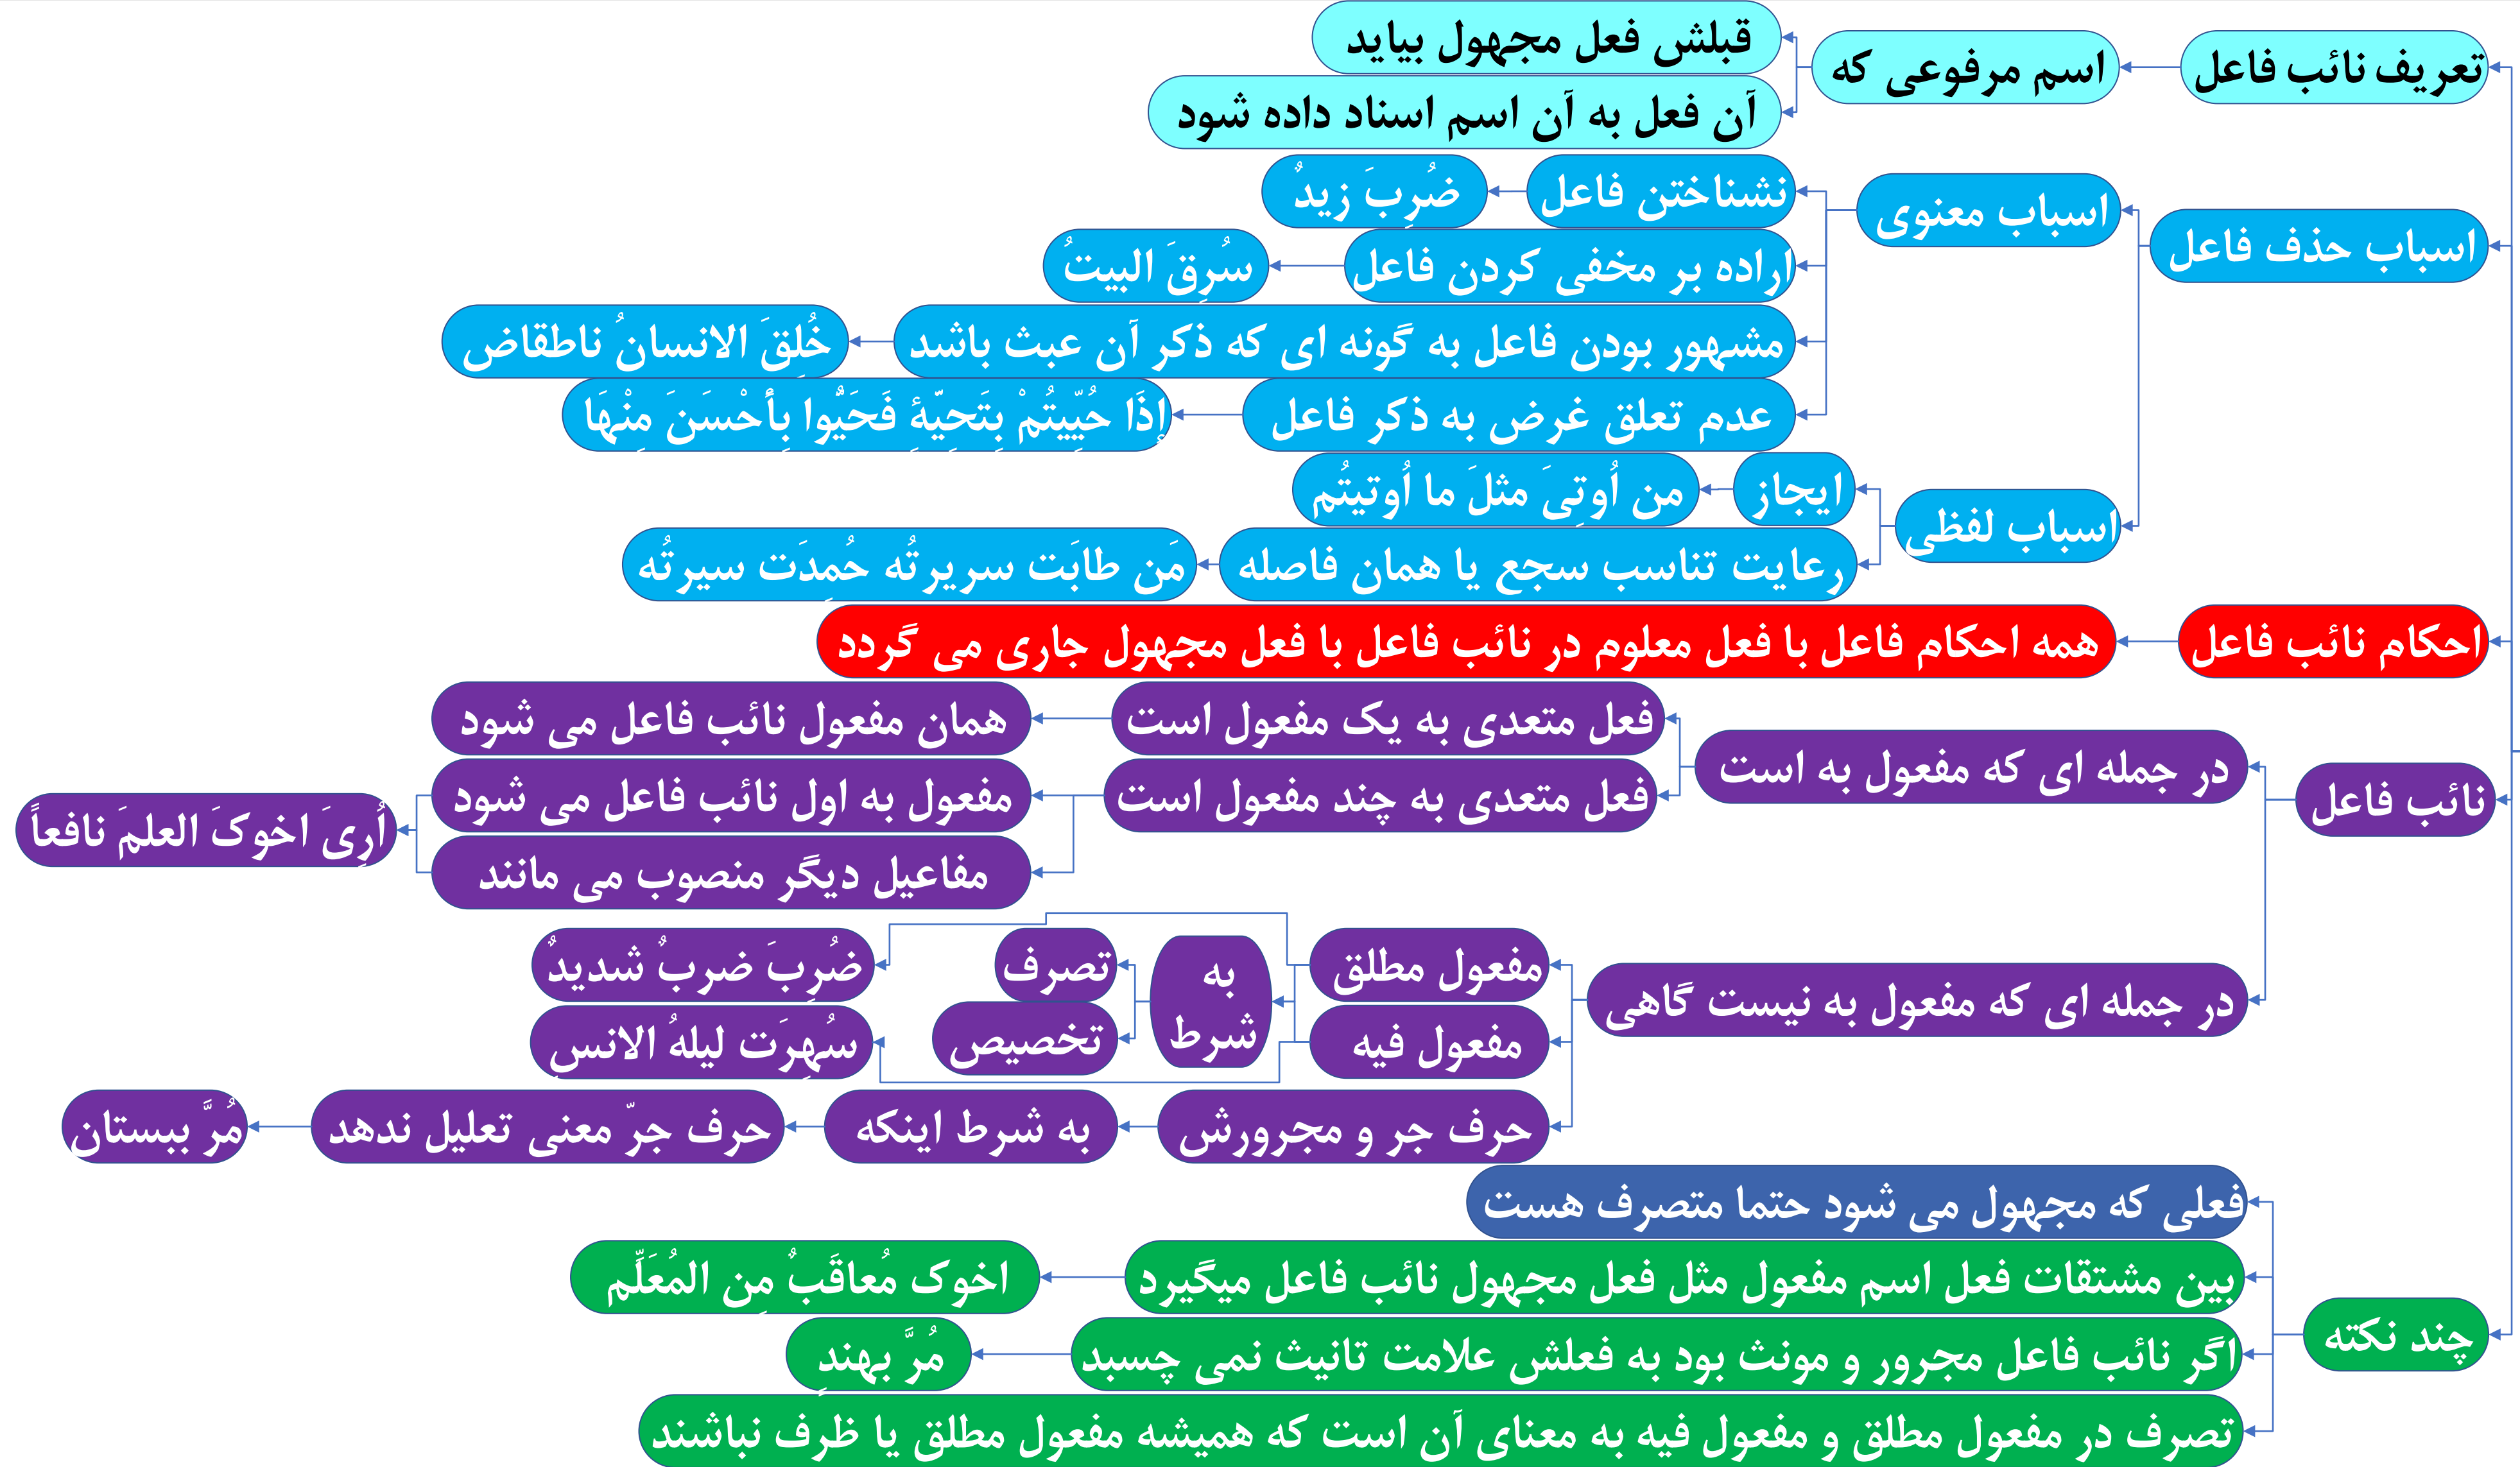 تعریف نائب فاعل
اسم مرفوعی که
قبلش فعل مجهول بیاید
آن فعل به آن اسم اسناد داده شود
اسباب حذف فاعل
اسباب معنوی
نشناختن فاعل
ضُرِبَ زیدٌ
اراده بر مخفی کردن فاعل
سُرِقَ البیتُ
مشهور بودن فاعل به گونه ای که ذکر آن عبث باشد
خُلِقَ الانسانُ ناطقاض
عدم تعلق غرض به ذکر فاعل
إِذَا حُيِّيتُمْ بِتَحِيَّةٍ فَحَيُّوا بِأَحْسَنَ مِنْهَا
اسباب لفظی
ایجاز
من اُوتِیَ مثلَ ما اُوتیتُم
رعایت تناسب سجع یا همان فاصله
مَن طابَت سریرتُه حُمِدَت سیرتُه
احکام نائب فاعل
همه احکام فاعل با فعل معلوم در نائب فاعل با فعل مجهول جاری می گردد
نائب فاعل
در جمله ای که مفعول به است
فعل متعدی به یک مفعول است
همان مفعول نائب فاعل می شود
فعل متعدی به چند مفعول است
مفعول به اول نائب فاعل می شود
مفاعیل دیگر منصوب می مانند
اُرِیَ اخوکَ العلمَ نافعاً
در جمله ای که مفعول به نیست گاهی
مفعول مطلق
مفعول فیه
به
شرط
تصرف
تخصیص
ضُرِبَ ضربٌ شدیدٌ
سُهِرَت لیلهُ الانسِ
حرف جر و مجرورش
به شرط اینکه
حرف جرّ معنی تعلیل ندهد
مُرَّ ببستان
چند نکته
فعلی که مجهول می شود حتما متصرف هست
بین مشتقات فعل اسم مفعول مثل فعل مجهول نائب فاعل میگیرد
اخوک مُعاقَبٌ مِن المُعَلِّم
اگر نائب فاعل مجرور و مونث بود به فعلش علامت تانیث نمی چسبد
مُرَّ بهندٍ
تصرف در مفعول مطلق و مفعول فیه به معنای آن است که همیشه مفعول مطلق یا ظرف نباشند